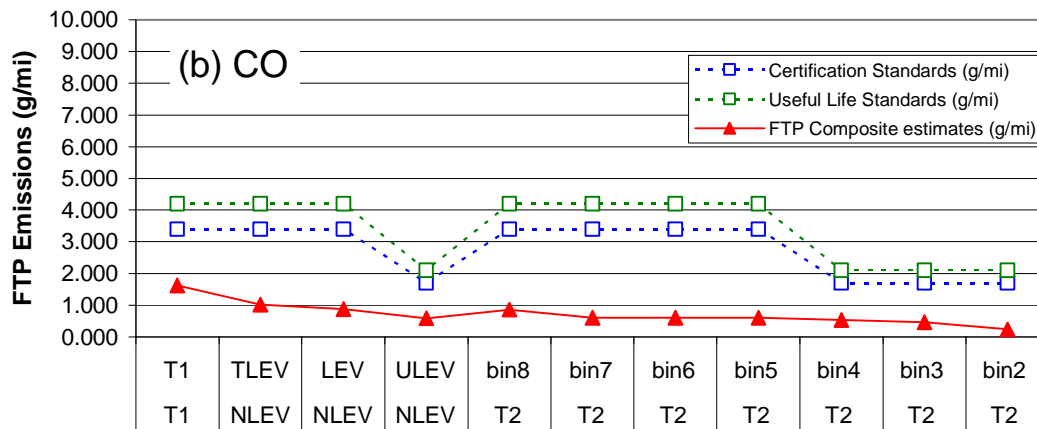 10.000
9.000
8.000
7.000
6.000
5.000
4.000
3.000
2.000
1.000
0.000
FTP Emissions (g/mi)
(b) CO
Certification Standards (g/mi)
Useful Life Standards (g/mi)
FTP Composite estimates (g/mi)
T1 TLEV LEV ULEV bin8 bin7 bin6 bin5 bin4 bin3 bin2
T1 NLEV NLEV NLEV T2 T2 T2 T2 T2 T2 T2